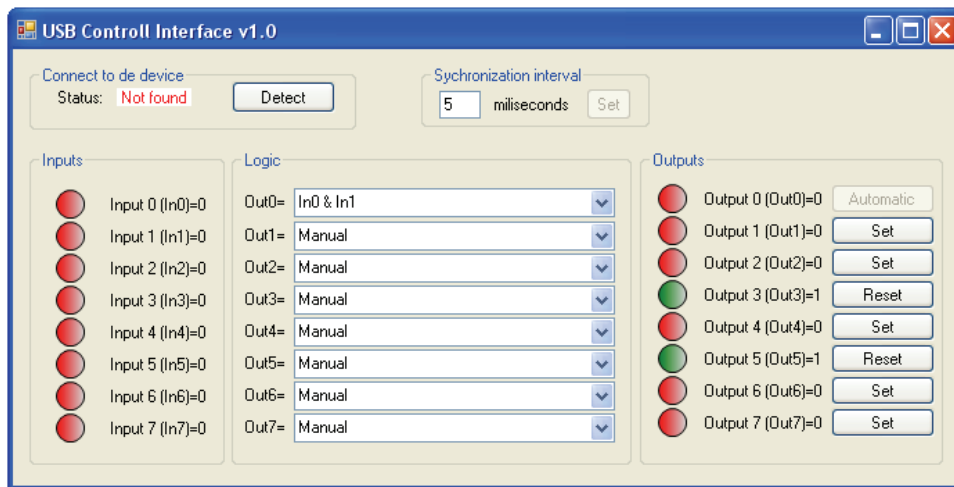 USB Controll Interface v1.0
Connect to de device
Status: Not found Detect
Sychronization interval
5 miliseconds Set
Inputs
Input 0 (In0)=0
Input 1 (In1)=0
Input 2 (In2)=0
Input 3 (In3)=0
Input 4 (In4)=0
Input 5 (In5)=0
Input 6 (In6)=0
Input 7 (In7)=0
Logic
Out0= In0 & In1
Out1= Manual
Out2= Manual
Out3= Manual
Out4= Manual
Out5= Manual
Out6= Manual
Out7= Manual
Outputs
Output 0 (Out0)=0 Automatic
Output 1 (Out1)=0 Set
Output 2 (Out2)=0 Set
Output 3 (Out3)=1 Reset
Output 4 (Out4)=0 Set
Output 5 (Out5)=1 Reset
Output 6 (Out6)=0 Set
Output 7 (Out7)=0 Set